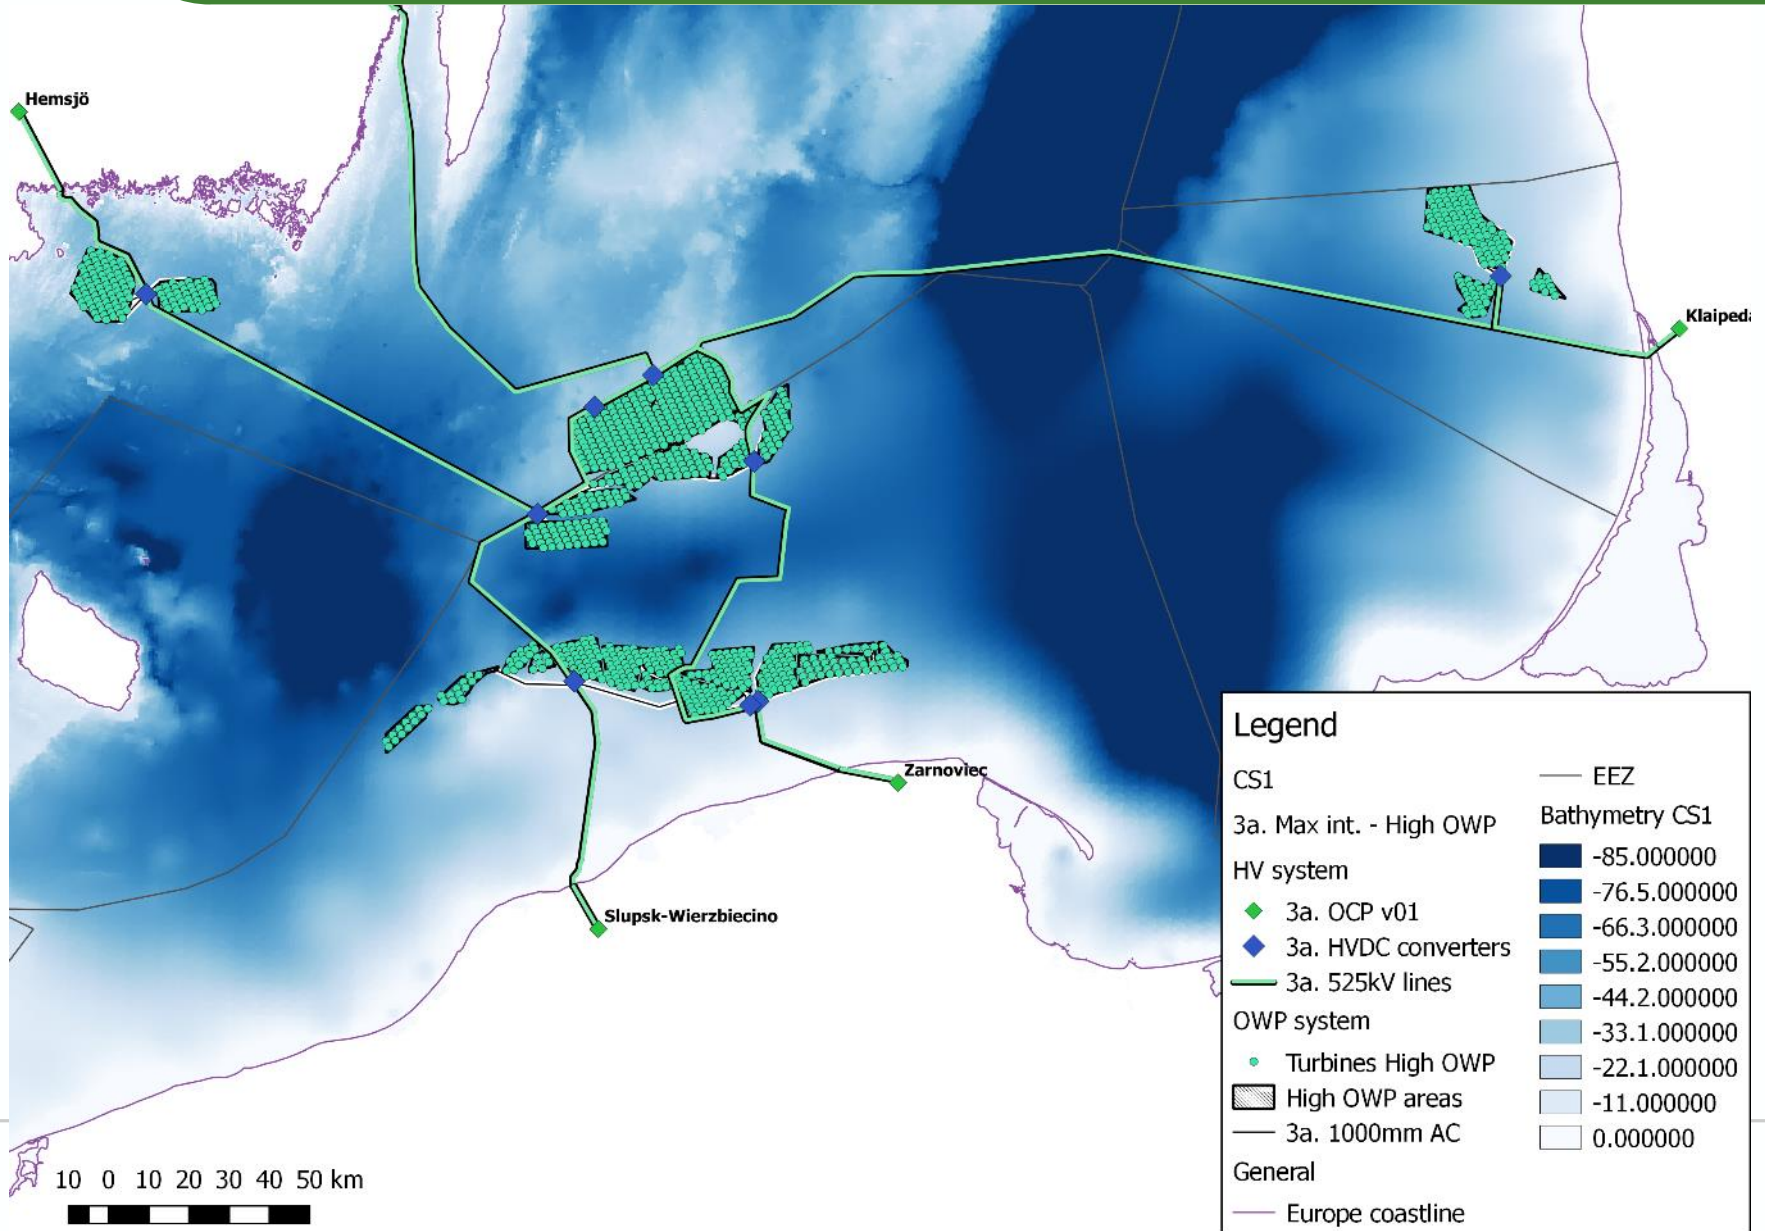 Hemsjö
Klaipeda
Zarnoviec
Slupsk-Wierzbiecino
10 0 10 20 30 40 50 km
Legend
CS1
3a. Max int. - High OWP
HV system
3a. OCP v01
3a. HVDC converters
3a. 525kV lines
OWP system
Turbines High OWP
High OWP areas
3a. 1000mm AC
General
Europe coastline
EEZ
Bathymetry CS1
-85.000000
-76.5.000000
-66.3.000000
-55.2.000000
-44.2.000000
-33.1.000000
-22.1.000000
-11.000000
0.000000